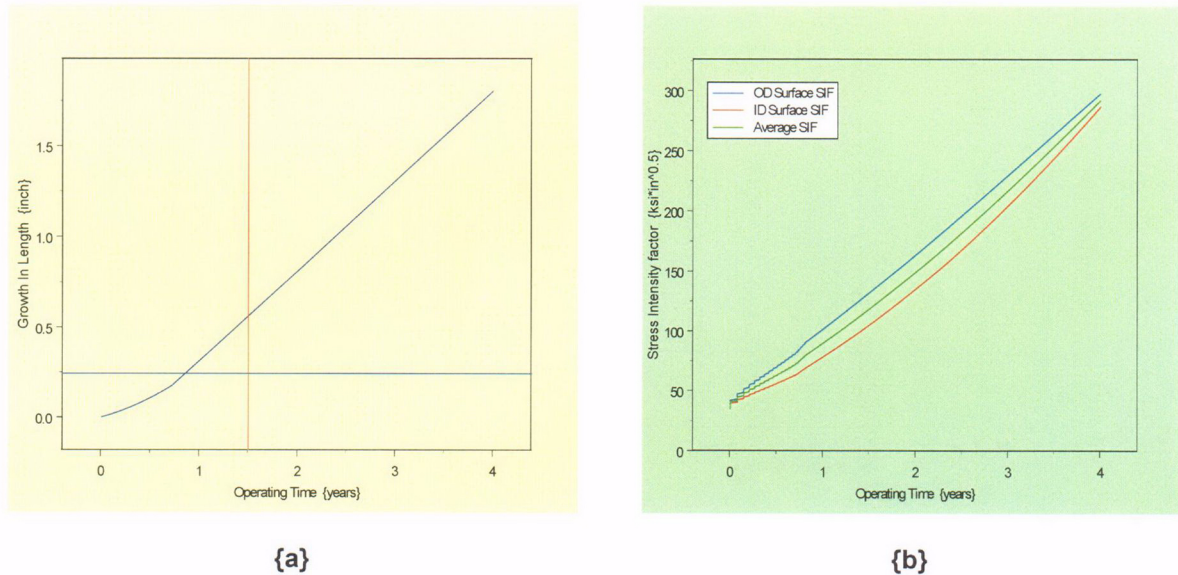 Growth In Length {inch}
1.5
1.0
0.5
0.0
0 1 2 3 4
Operating Time {years}
{a}
Stress Intensity factor {ksi*in^0.5}
OD Surface SIF
ID Surface SIF
Average SIF
300
250
200
150
100
50
0
0 1 2 3 4
Operating Time {years}
{b}